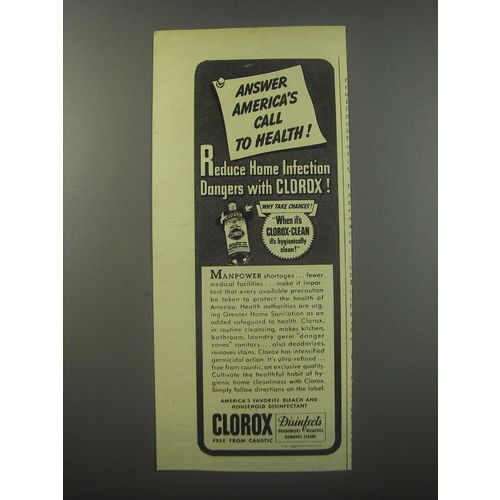 ANSWER
AMERICA'S
CALL
TO HEALTH!
Reduce Home Infection
Dangers with CLOROX!
WHY TAKE CHANCES!
"When it's
CLOROX-CLEAN
it's hygienically
clean!"
CLOROX
MANPOWER shortages... fewer
medical facilities... make it impor-
tant that every available precaution
be taken to protect the health of
America. Health authorities are urg-
ing Greater Home Sanitation as an
added safeguard to health. Clorox,
in routine cleansing, makes kitchen,
bathroom, laundry germ "danger
zones" sanitary... also deodorizes,
removes stains. Clorox has intensified
germicidal action. It's ultra-refined...
free from caustic, an exclusive quality.
Cultivate the healthful habit of hy-
gienic home cleanliness with Clorox.
Simply follow directions on the label.
AMERICA'S FAVORITE BLEACH AND
HOUSEHOLD DISINFECTANT
CLOROX
FREE FROM CAUSTIC
Disinfects
DEODORIZES BLEACHES
REMOVES STAINS